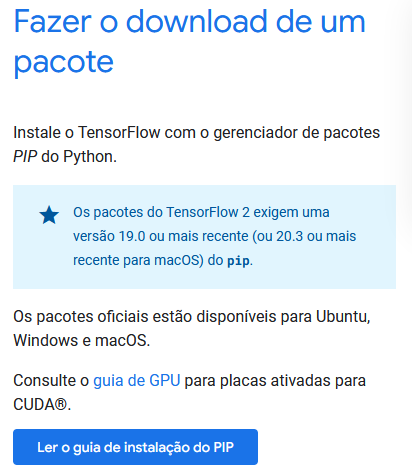 Fazer o download de um
pacote
Instale o TensorFlow com o gerenciador de pacotes
PIP do Python.
Os pacotes do TensorFlow 2 exigem uma
versão 19.0 ou mais recente (ou 20.3 ou mais
recente para macOS) do pip.
Os pacotes oficiais estão disponíveis para Ubuntu,
Windows e macOS.
Consulte o guia de GPU para placas ativadas para
CUDA®.
Ler o guia de instalação do PIP